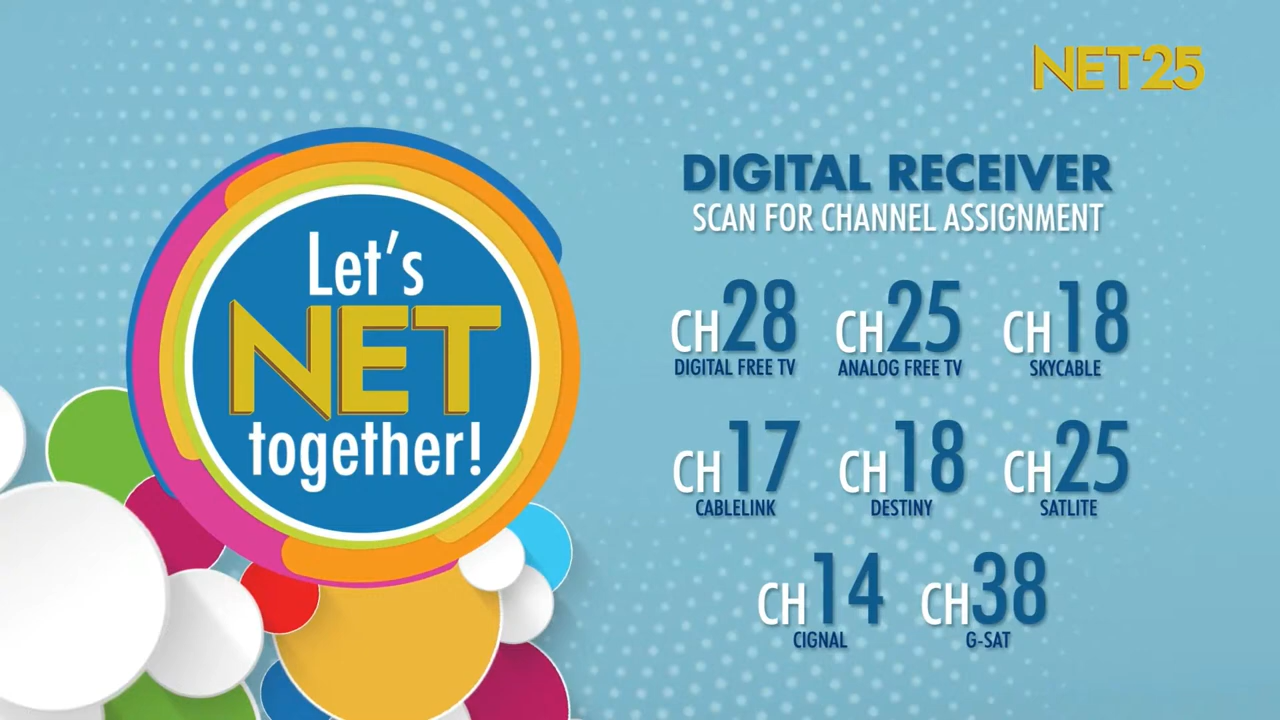 NET25
Let's
NET
together!
DIGITAL RECEIVER
SCAN FOR CHANNEL ASSIGNMENT
CH28 CH25 CH18
DIGITAL FREE TV ANALOG FREE TV SKYCABLE
CH17 CH18 CH25
CABLELINK DESTINY SATLITE
CH14 CH38
CIGNAL G-SAT